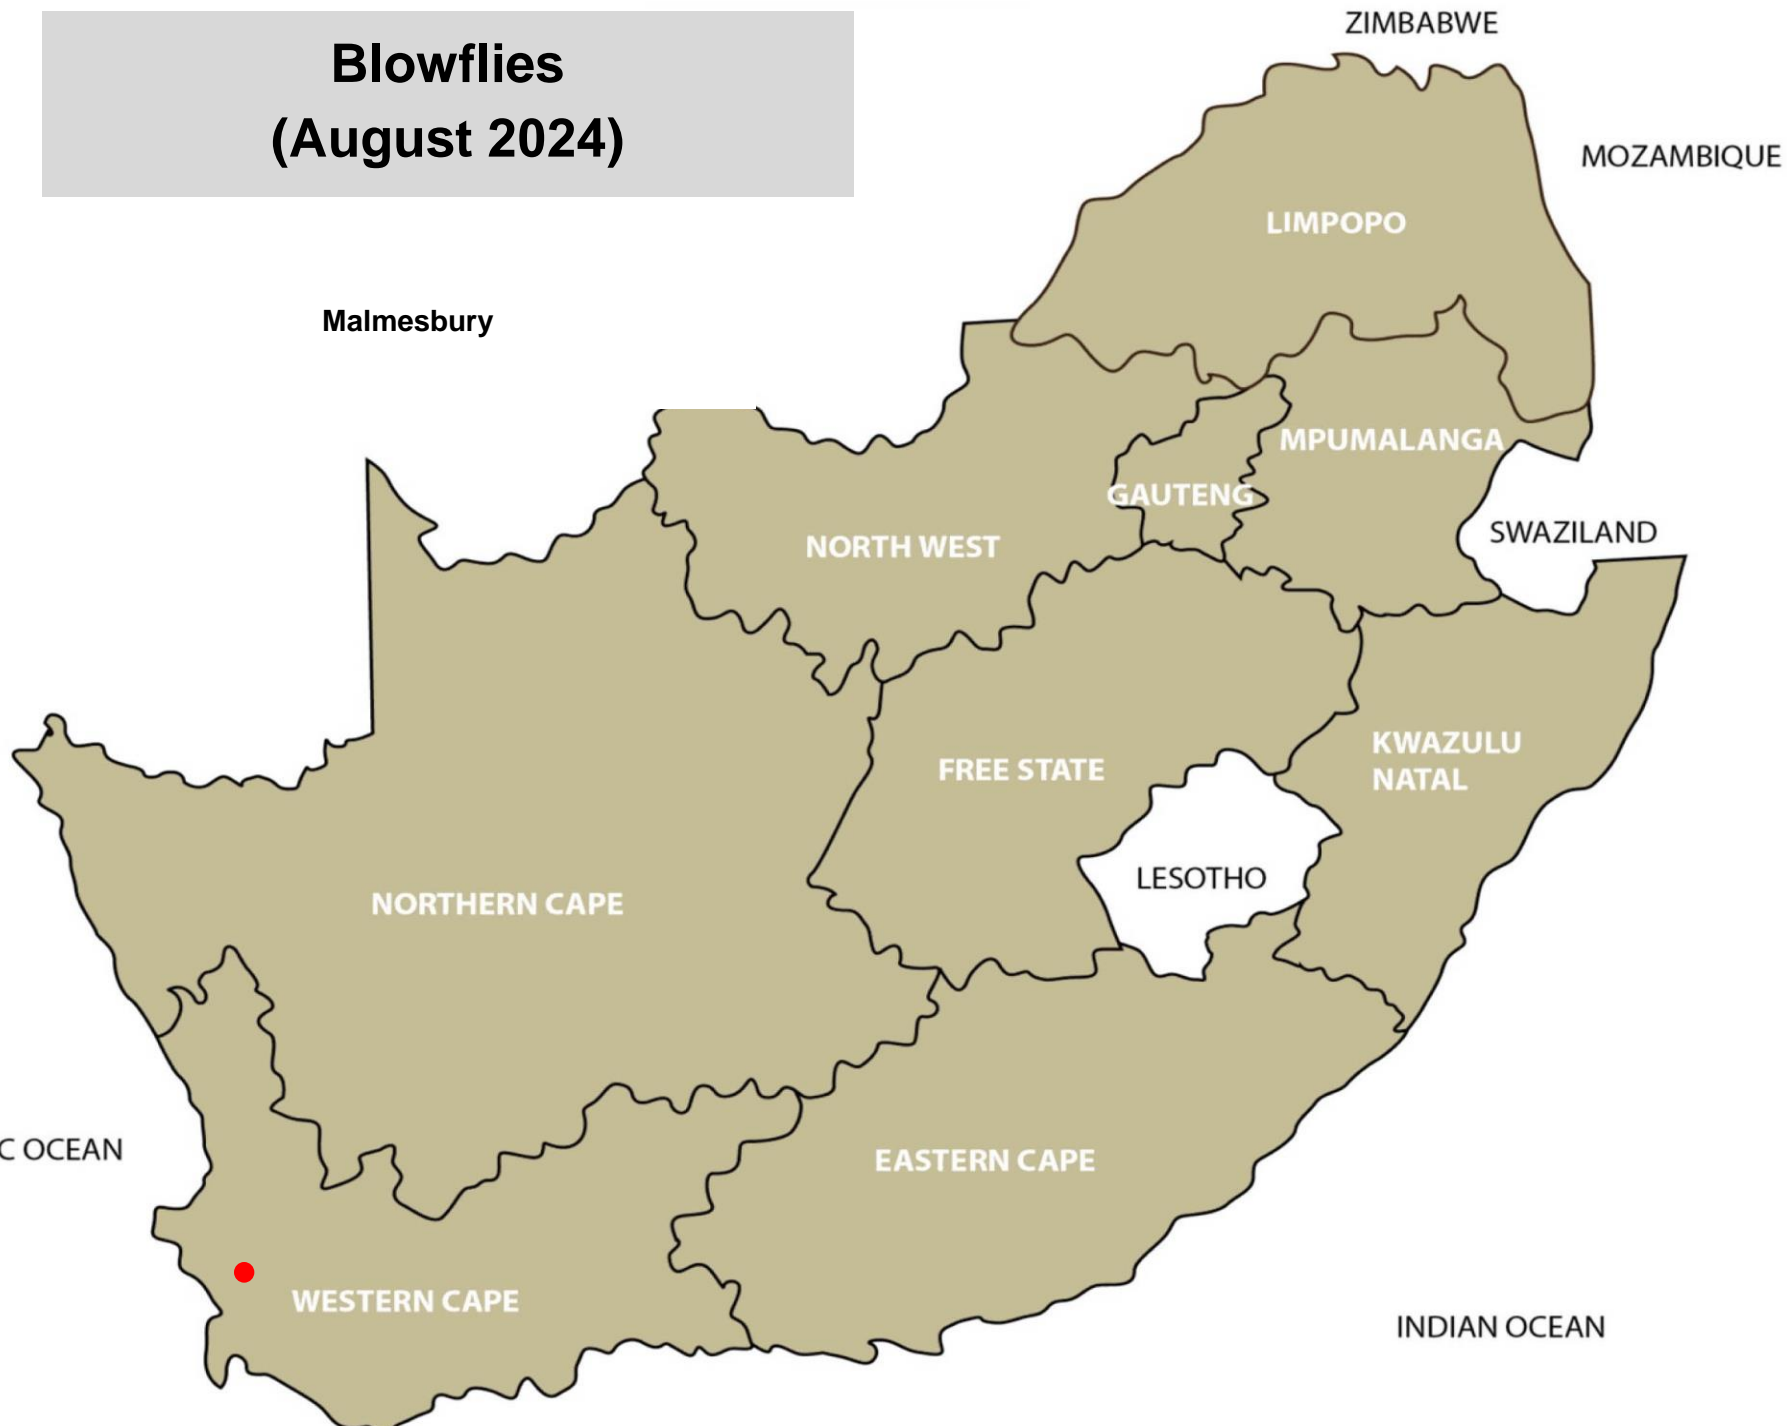 Blowflies
(August 2024)
ZIMBABWE
MOZAMBIQUE
LIMPOPO
Malmesbury
MPUMALANGA
GAUTENG
SWAZILAND
NORTH WEST
KWAZULU
NATAL
FREE STATE
LESOTHO
NORTHERN CAPE
C OCEAN
EASTERN CAPE
WESTERN CAPE
INDIAN OCEAN